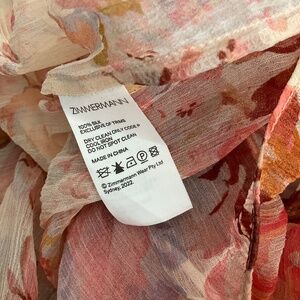 ZIMMERMANN
100% SILK
EXCLUSIVE OF TRIMS
DRY CLEAN ONLY CODE P
COOL IRON
DO NOT SPOT CLEAN
MADE IN CHINA
© Zimmermann Wear Pty Ltd
Sydney, 2022.